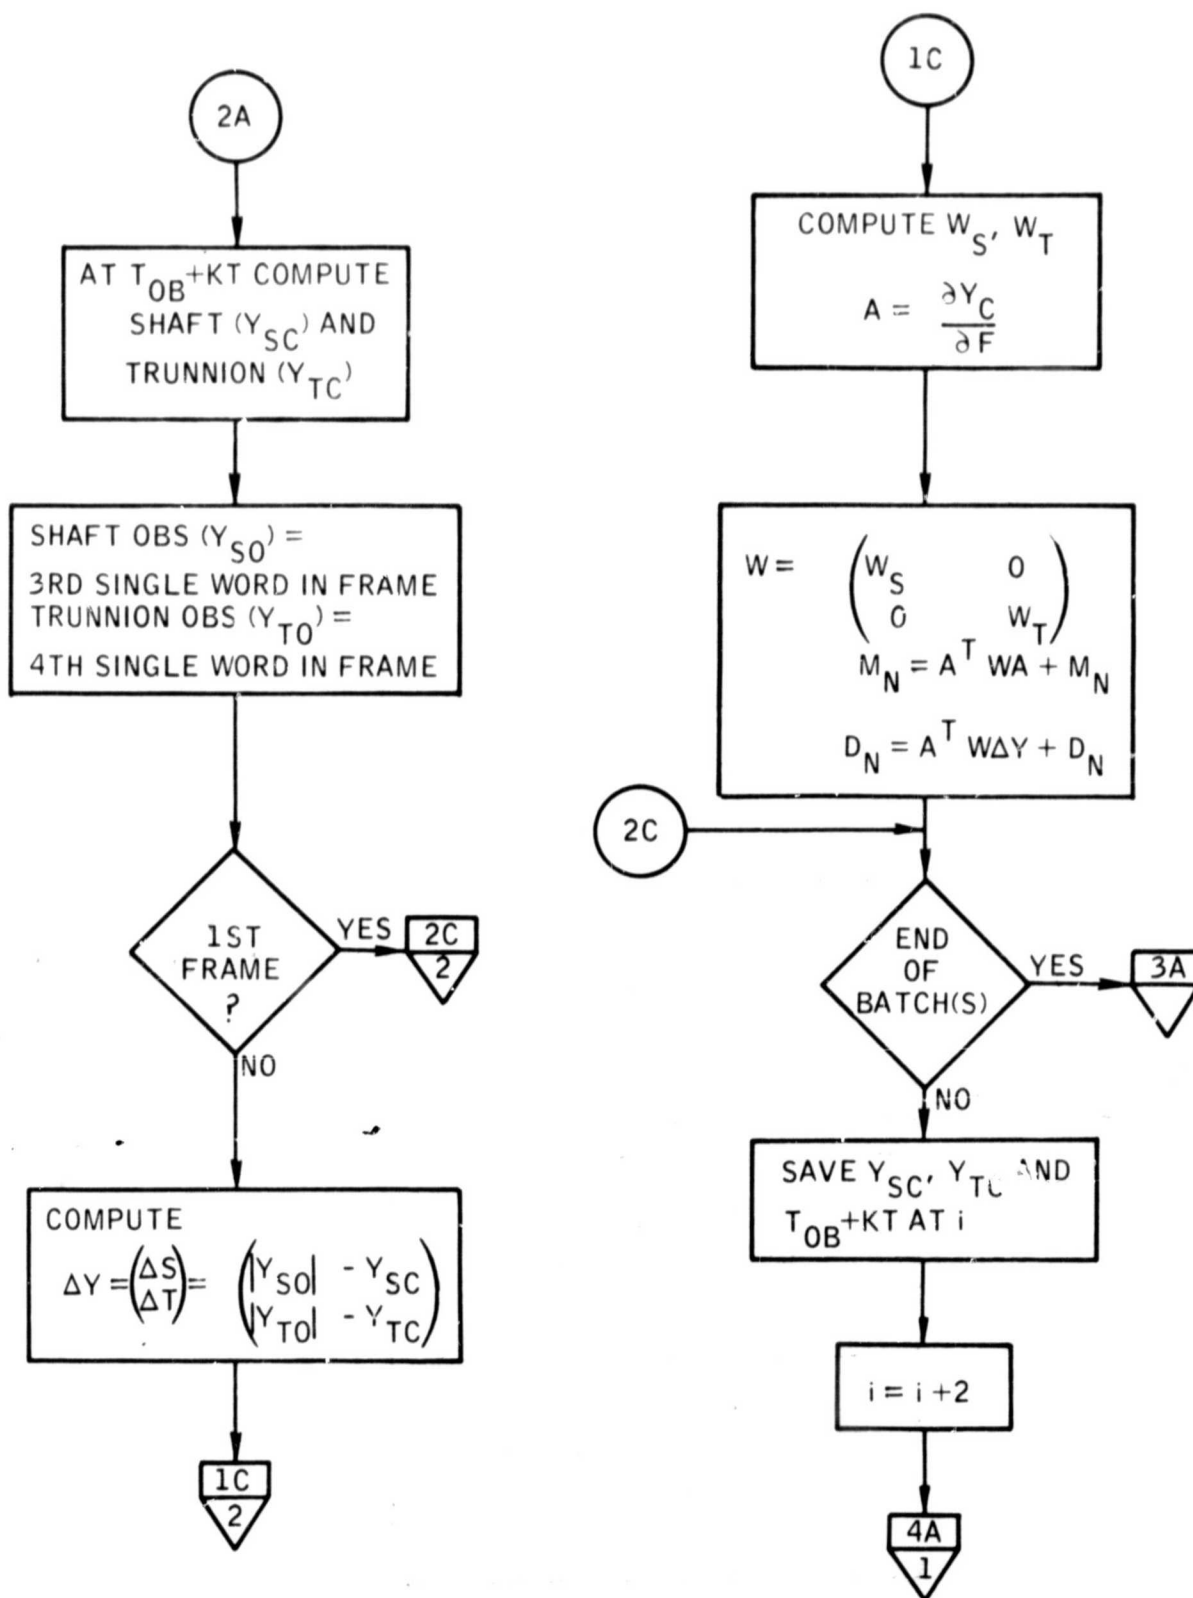 2A
AT T_OB+KT COMPUTE
SHAFT (Y_SC) AND
TRUNNION (Y_TC)
SHAFT OBS (Y_SO) =
3RD SINGLE WORD IN FRAME
TRUNNION OBS (Y_TO) =
4TH SINGLE WORD IN FRAME
1ST
FRAME
?
YES
2C
2
NO
COMPUTE
ΔY = (ΔS ΔT) = (|Y_SO| - Y_SC
|Y_TO| - Y_TC)
1C
2
1C
COMPUTE W_S, W_T
A = ∂Y_C
∂F
W = (W_S 0
0 W_T)
M_N = A^T WA + M_N
D_N = A^T WΔY + D_N
2C
END
OF
BATCH(S)
YES
3A
NO
SAVE Y_SC, Y_TC AND
T_OB+KT AT i
i = i +2
4A
1